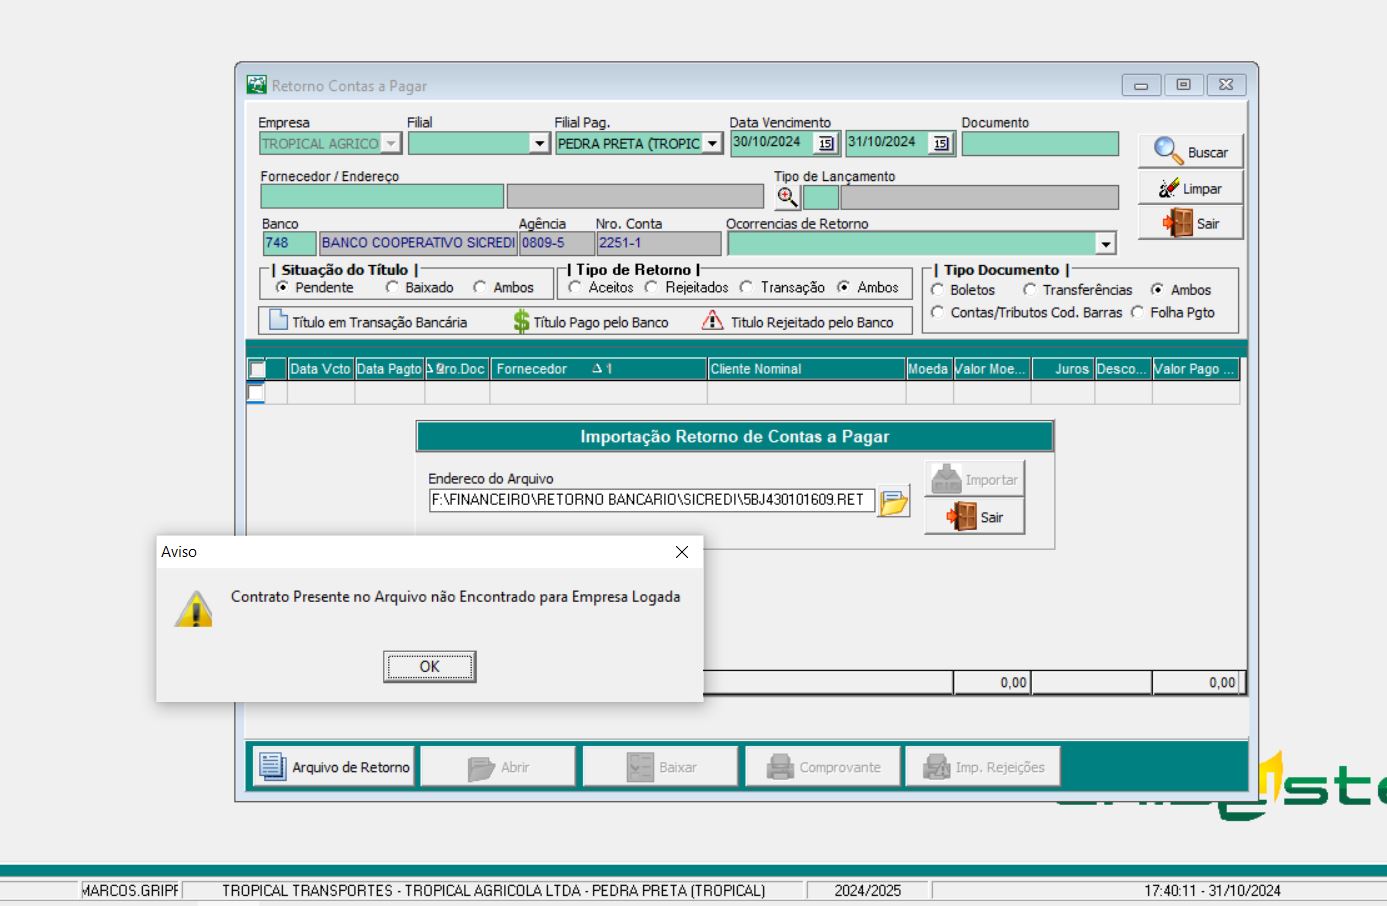 Retorno Contas a Pagar
Empresa Filial Filial Pag. Data Vencimento Documento
TROPICAL AGRICO PEDRA PRETA (TROPIC 30/10/2024 15 31/10/2024 15
Buscar
Fornecedor / Endereço Tipo de Lançamento
Limpar
Banco Agência Nro. Conta Ocorrencias de Retorno
Sair
748 BANCO COOPERATIVO SICREDI 0809-5 2251-1
| Situação do Título | | Tipo de Retorno | | Tipo Documento |
Pendente Baixado Ambos Aceitos Rejeitados Transação Ambos Boletos Transferências Ambos
Contas/Tributos Cod. Barras Folha Pgto
Título em Transação Bancária Título Pago pelo Banco Titulo Rejeitado pelo Banco
Data Vcto Data Pagto Nro.Doc Fornecedor 1 Cliente Nominal Moeda Valor Moe... Juros Desco... Valor Pago ...
Importação Retorno de Contas a Pagar
Endereco do Arquivo
F:\FINANCEIRO\RETORNO BANCARIO\SICREDI\5BJ430101609.RET
Importar
Sair
Aviso
Contrato Presente no Arquivo não Encontrado para Empresa Logada
OK
0,00 0,00
Arquivo de Retorno Abrir Baixar Comprovante Imp. Rejeições
MARCOS.GRIPF TROPICAL TRANSPORTES - TROPICAL AGRICOLA LTDA - PEDRA PRETA (TROPICAL) 2024/2025 17:40:11 - 31/10/2024